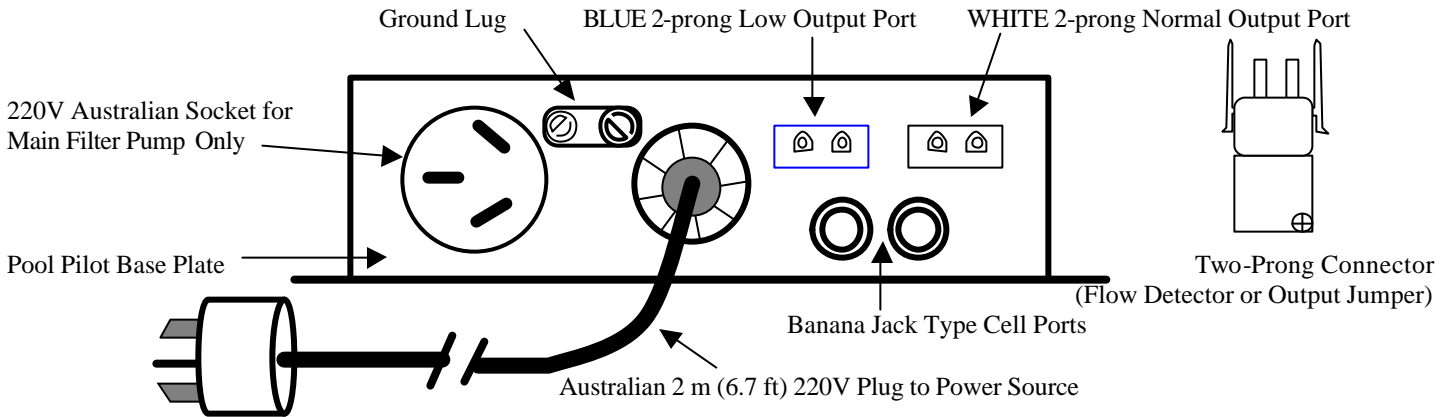 Ground Lug
BLUE 2-prong Low Output Port
WHITE 2-prong Normal Output Port
220V Australian Socket for
Main Filter Pump Only
Pool Pilot Base Plate
Two-Prong Connector
(Flow Detector or Output Jumper)
Banana Jack Type Cell Ports
Australian 2 m (6.7 ft) 220V Plug to Power Source